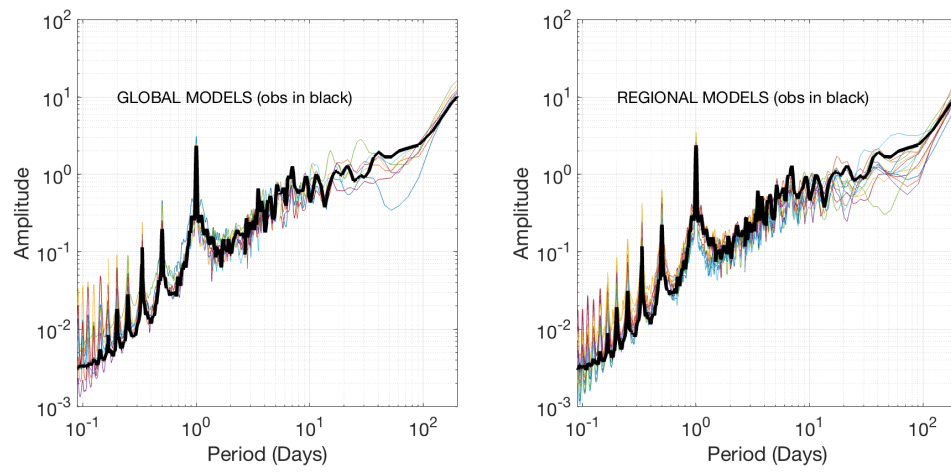 10^2
10^1
10^0
10^-1
10^-2
10^-3
Amplitude
GLOBAL MODELS (obs in black)
10^-1 10^0 10^1 10^2
Period (Days)
10^2
10^1
10^0
10^-1
10^-2
10^-3
Amplitude
REGIONAL MODELS (obs in black)
10^-1 10^0 10^1 10^2
Period (Days)